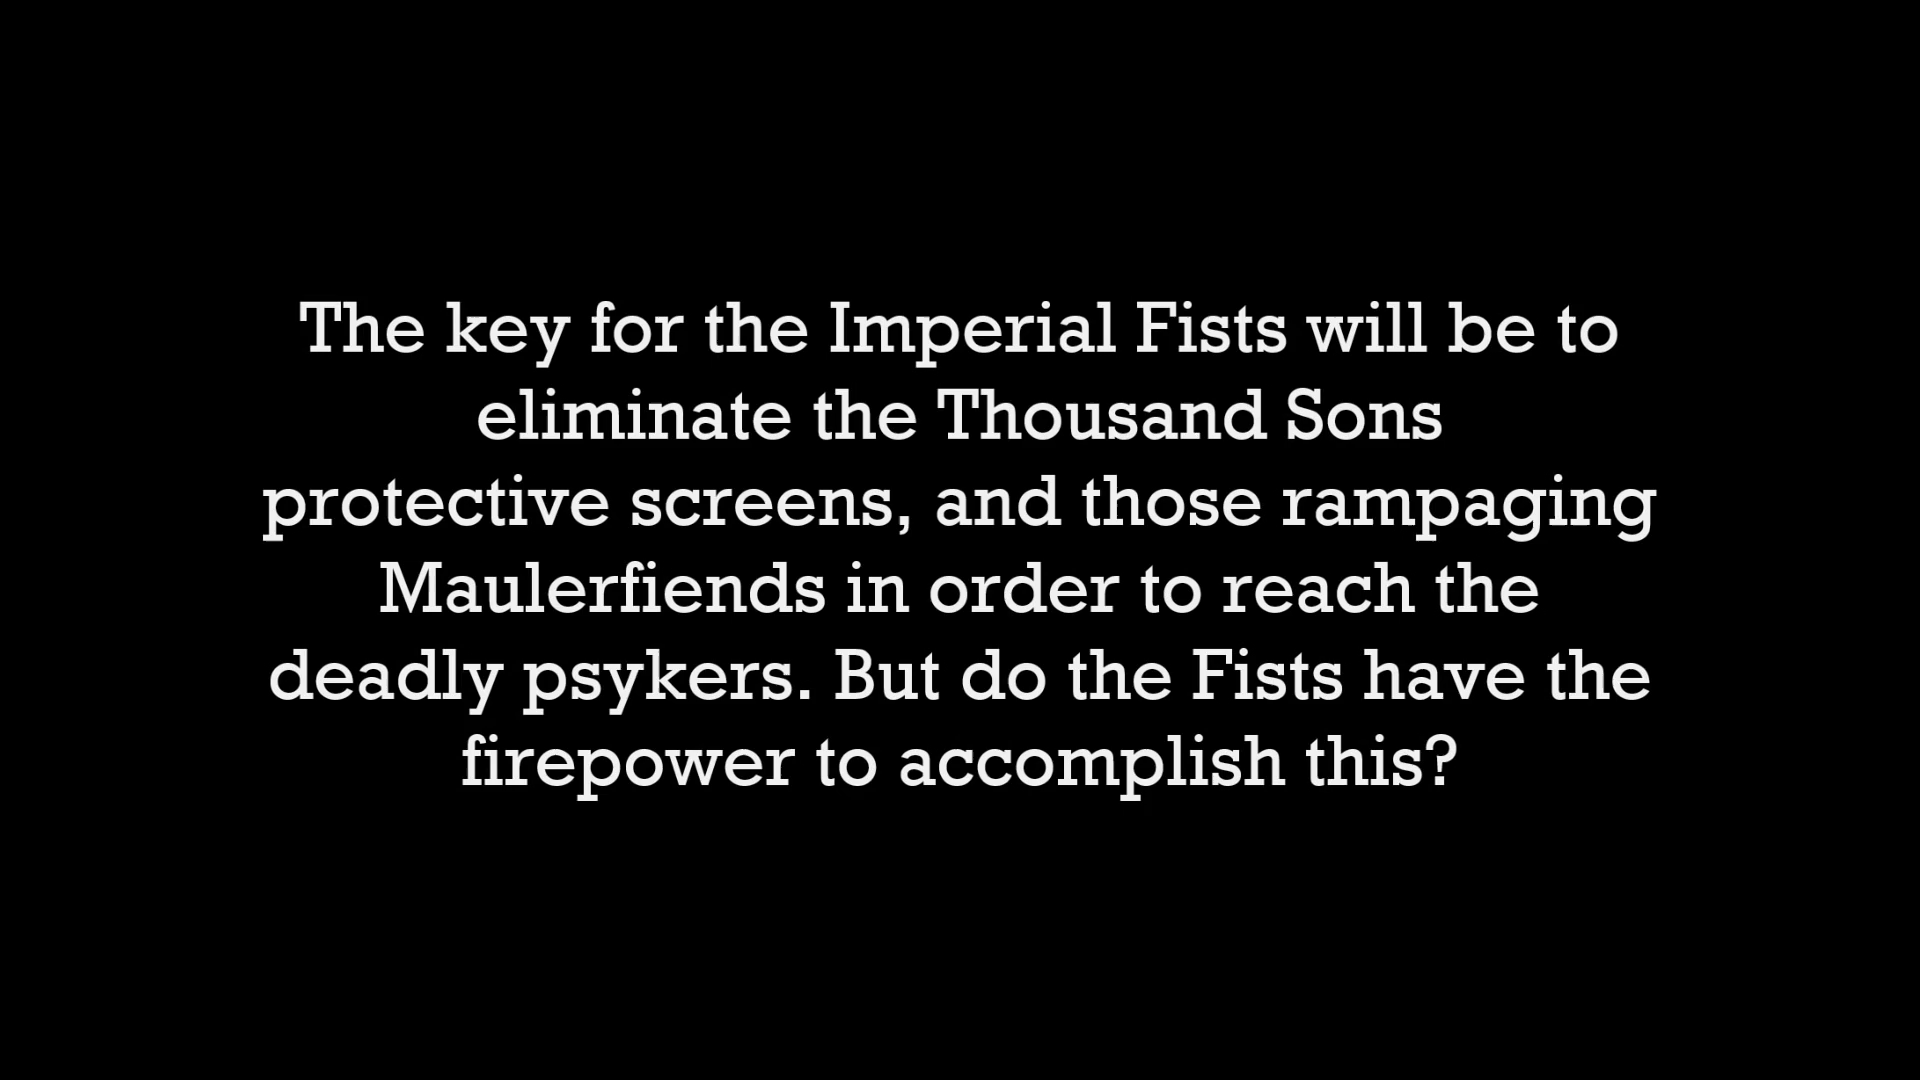 The key for the Imperial Fists will be to
eliminate the Thousand Sons
protective screens, and those rampaging
Maulerfiends in order to reach the
deadly psykers. But do the Fists have the
firepower to accomplish this?